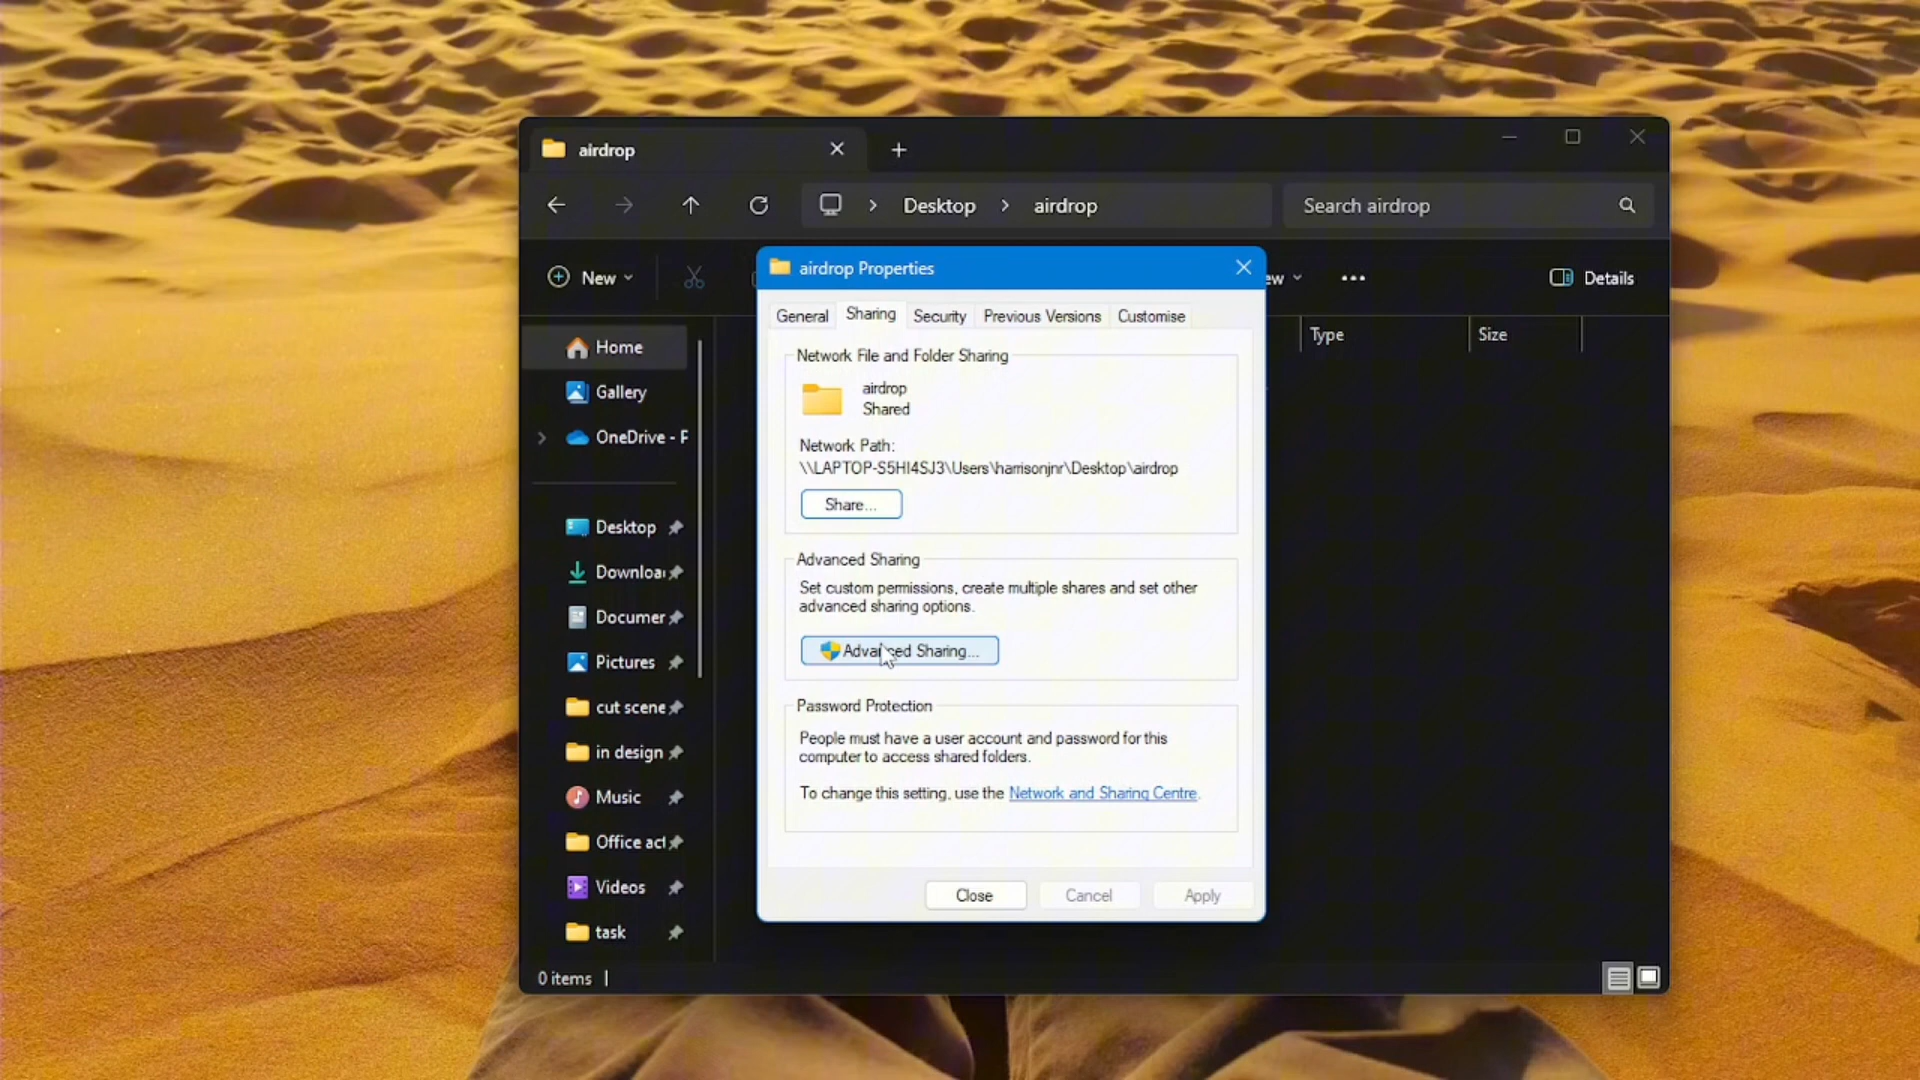 airdrop
Desktop
airdrop
Search airdrop
New
ew
Details
airdrop Properties
General
Sharing
Security
Previous Versions
Customise
Type
Size
Home
Gallery
OneDrive - P
Desktop
Downloa
Documer
Pictures
cut scene
in design
Music
Office act
Videos
task
Network File and Folder Sharing
airdrop
Shared
Network Path:
\\LAPTOP-S5HI4SJ3\Users\harrisonjnr\Desktop\airdrop
Share...
Advanced Sharing
Set custom permissions, create multiple shares and set other
advanced sharing options.
Advanced Sharing...
Password Protection
People must have a user account and password for this
computer to access shared folders.
To change this setting, use the Network and Sharing Centre.
Close
Cancel
Apply
0 items